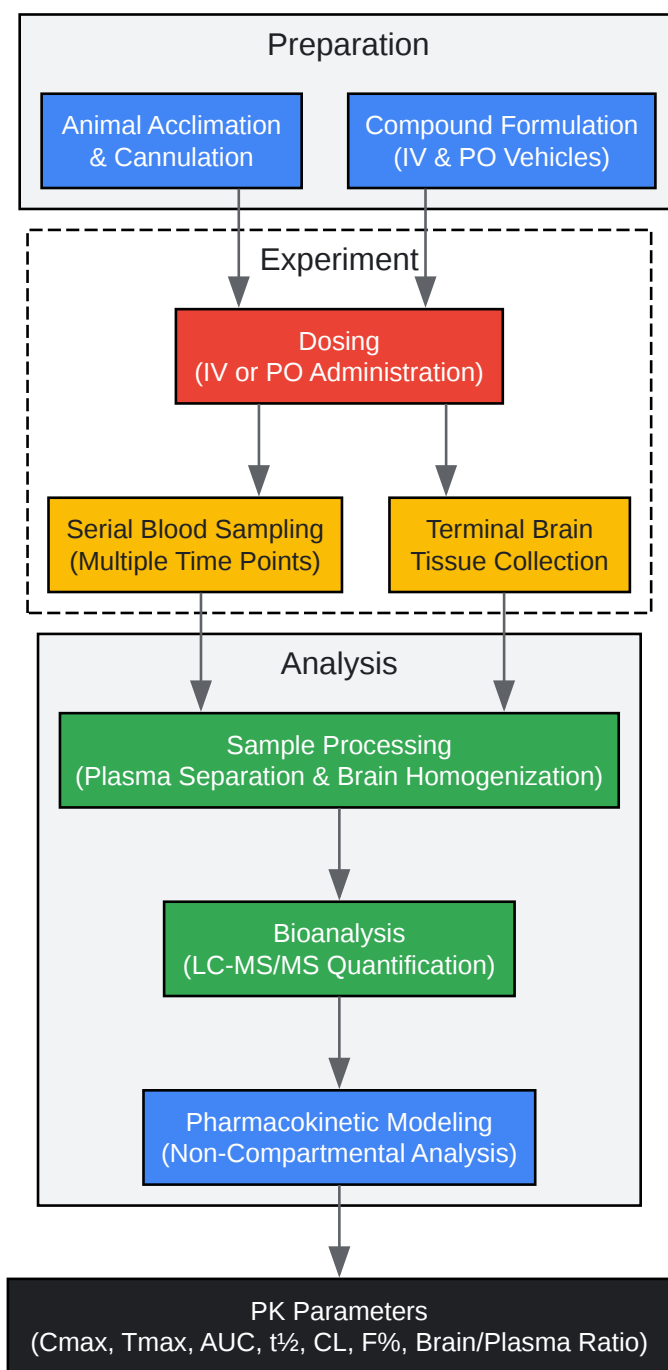 Preparation
Animal Acclimation
& Cannulation
Compound Formulation
(IV & PO Vehicles)
Experiment
Dosing
(IV or PO Administration)
Serial Blood Sampling
(Multiple Time Points)
Terminal Brain
Tissue Collection
Analysis
Sample Processing
(Plasma Separation & Brain Homogenization)
Bioanalysis
(LC-MS/MS Quantification)
Pharmacokinetic Modeling
(Non-Compartmental Analysis)
PK Parameters
(Cmax, Tmax, AUC, t½, CL, F%, Brain/Plasma Ratio)